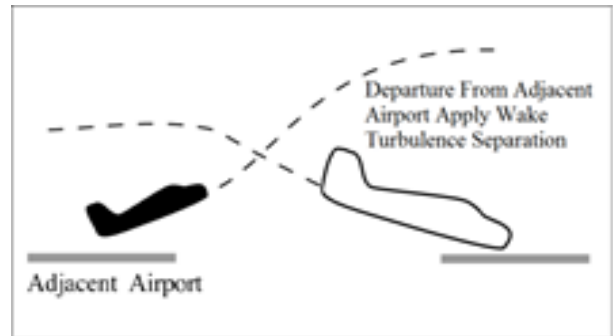 Departure From Adjacent
Airport Apply Wake
Turbulence Separation
Adjacent Airport